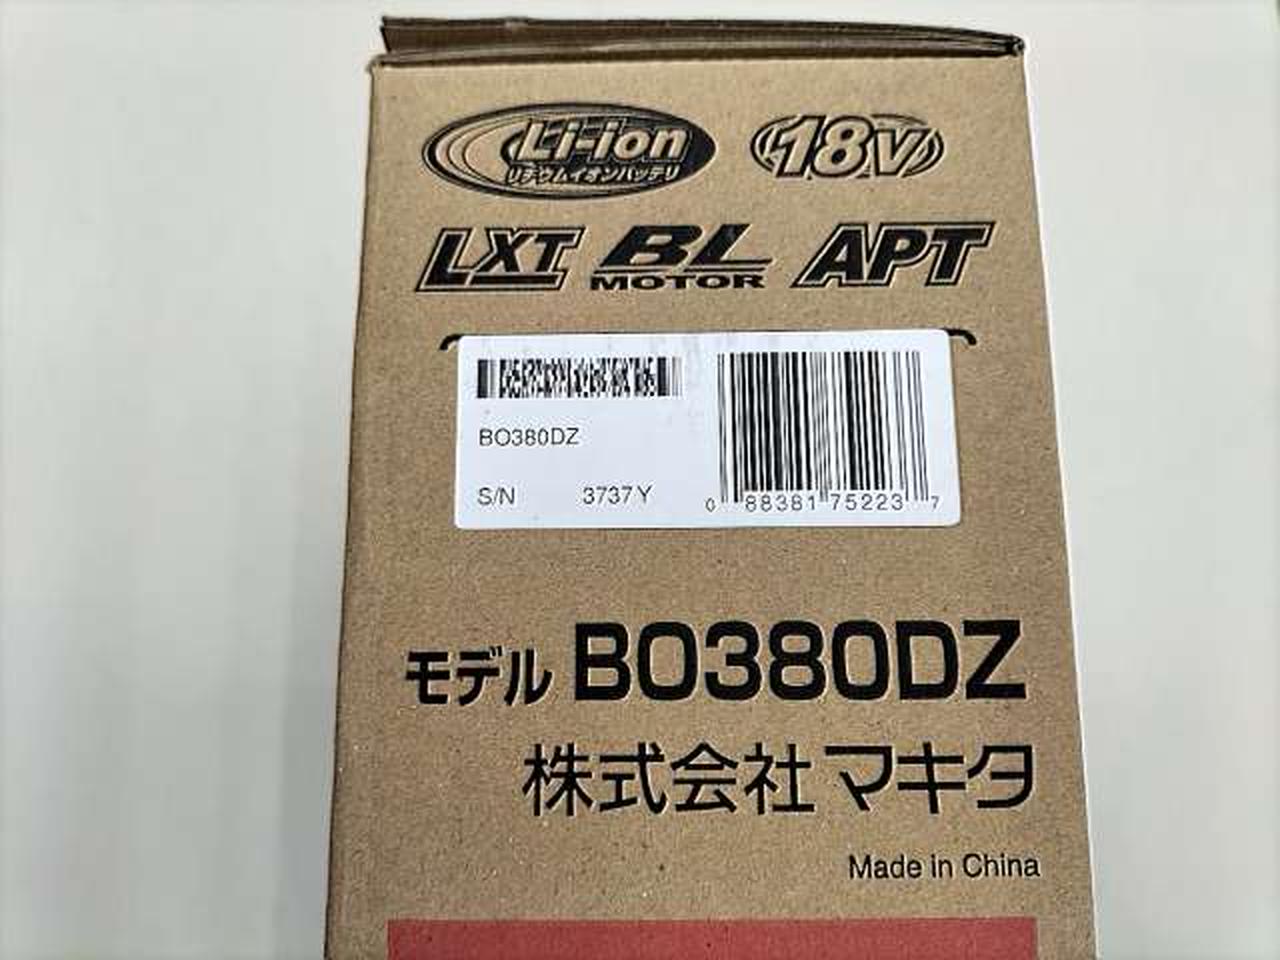 Li-ion 18V
リチウムイオンバッテリ
LXT BL MOTOR APT
BO380DZ
S/N 3737Y
0 88381 75223 7
モデル BO380DZ
株式会社マキタ
Made in China